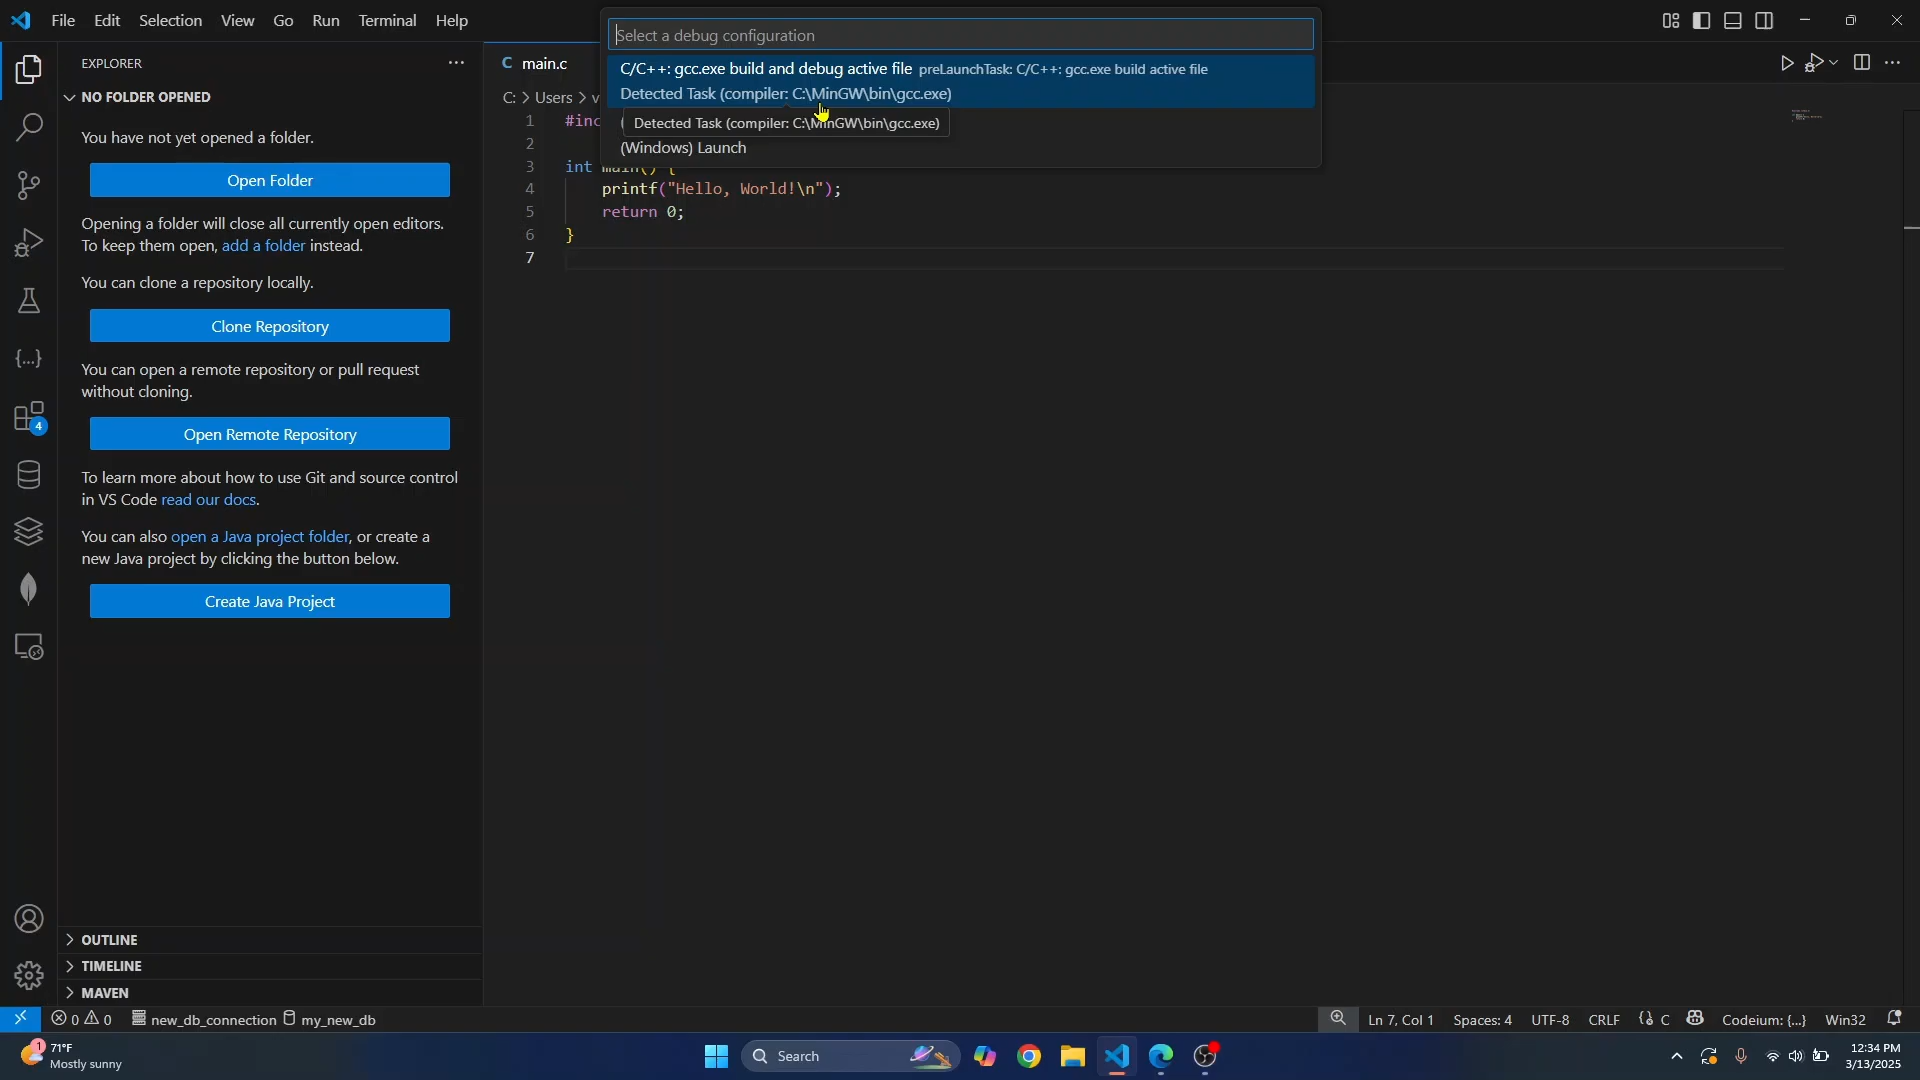 File Edit Selection View Go Run Terminal Help
Select a debug configuration
C/C++: gcc.exe build and debug active file preLaunchTask: C/C++: gcc.exe build active file
Detected Task (compiler: C:\MinGW\bin\gcc.exe)
Detected Task (compiler: C:\MinGW\bin\gcc.exe)
(Windows) Launch
EXPLORER
NO FOLDER OPENED
You have not yet opened a folder.
Open Folder
Opening a folder will close all currently open editors.
To keep them open, add a folder instead.
You can clone a repository locally.
Clone Repository
You can open a remote repository or pull request
without cloning.
Open Remote Repository
To learn more about how to use Git and source control
in VS Code read our docs.
You can also open a Java project folder, or create a
new Java project by clicking the button below.
Create Java Project
OUTLINE
TIMELINE
MAVEN
C main.c
C: > Users > v
1 #inc
2
3 int main() {
4 printf("Hello, World!\n");
5 return 0;
6 }
7
4
0 0 new_db_connection my_new_db
Ln 7, Col 1 Spaces: 4 UTF-8 CRLF C Codeium: {...} Win32
1
71°F
Mostly sunny
Search
12:34 PM
3/13/2025